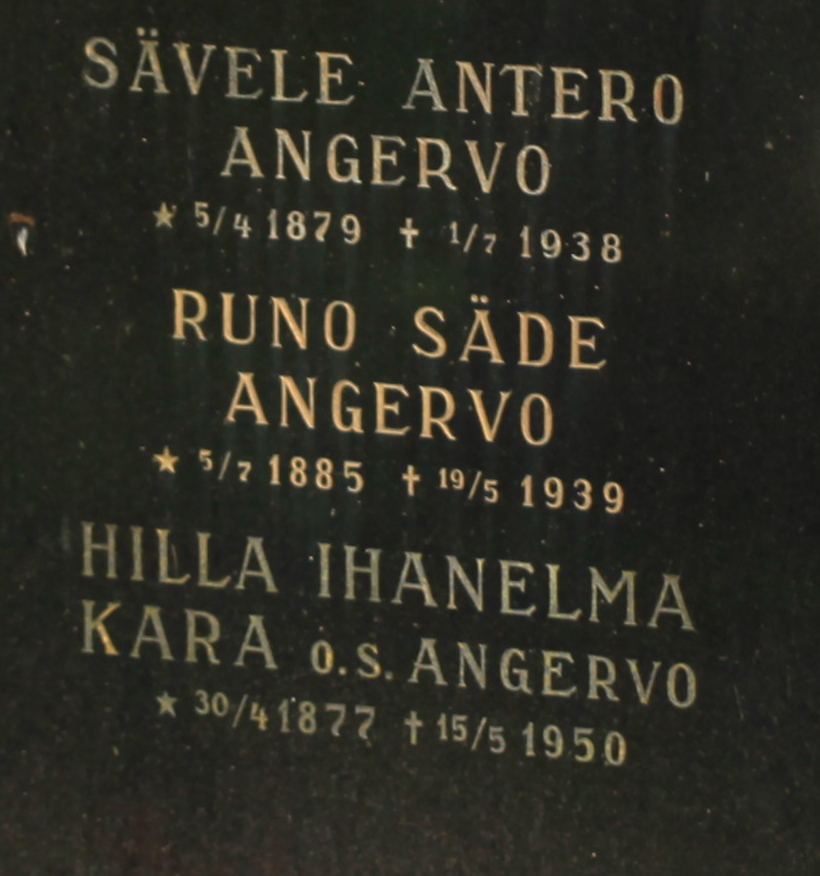 SÄVELE ANTERO
ANGERVO
★ 5/4 1879 ✝ 1/7 1938
RUNO SÄDE
ANGERVO
★ 5/7 1885 ✝ 19/5 1939
HILLA IHANELMA
KARA O.S. ANGERVO
★ 30/4 1877 ✝ 15/5 1950